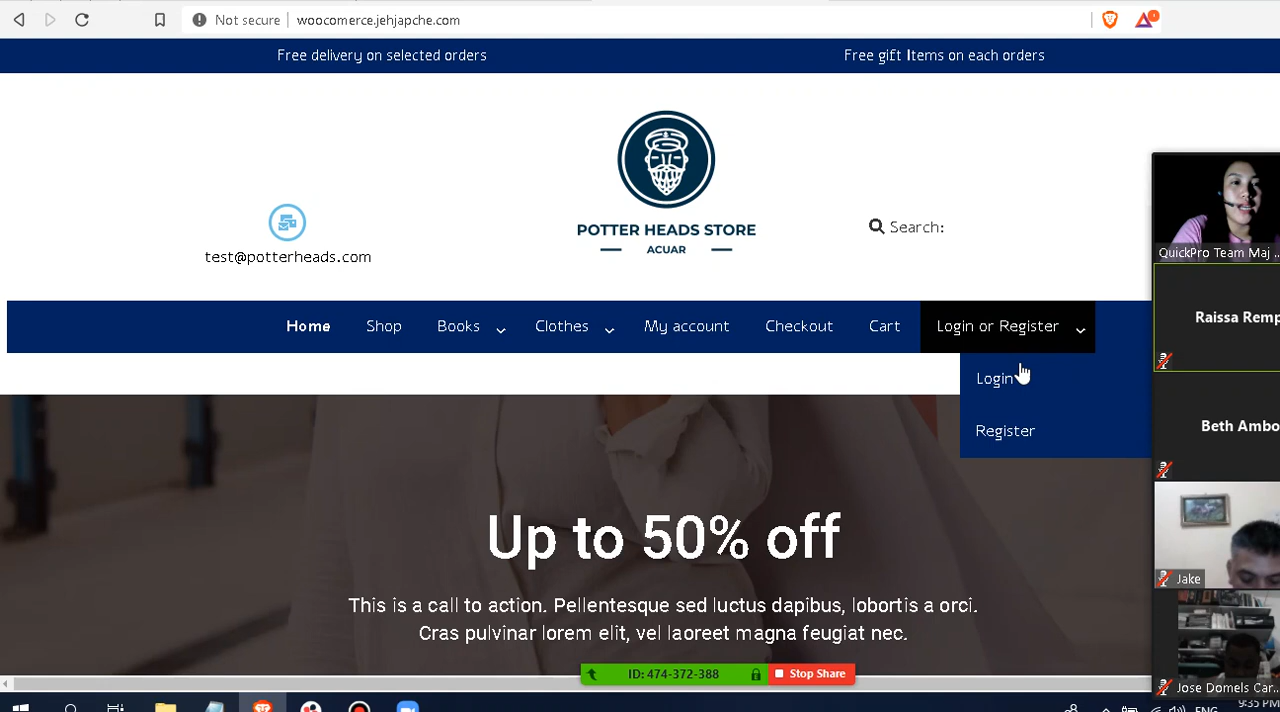 Not secure
woocomerce.jehjapche.com
Free delivery on selected orders
Free gift Items on each orders
POTTER HEADS STORE
ACUAR
test@potterheads.com
Search:
Home
Shop
Books
Clothes
My account
Checkout
Cart
Login or Register
Login
Register
Up to 50% off
This is a call to action. Pellentesque sed luctus dapibus, lobortis a orci.
Cras pulvinar lorem elit, vel laoreet magna feugiat nec.
QuickPro Team Maj ...
Raissa Remp
Beth Ambo
Jake
Jose Domels Car...
ID: 474-372-388
Stop Share
ENG
9:35 PM